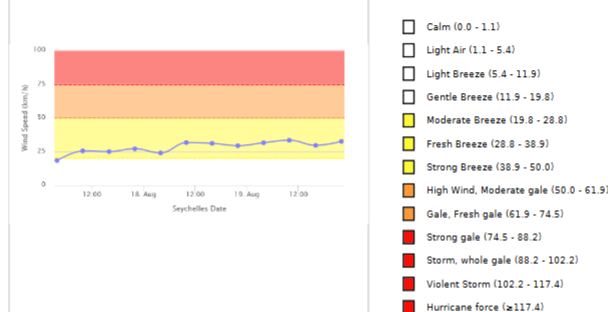 100
75
50
25
0
Wind Speed (km/h)
12:00
18. Aug
12:00
19. Aug
12:00
Seychelles Date
Calm (0.0 - 1.1)
Light Air (1.1 - 5.4)
Light Breeze (5.4 - 11.9)
Gentle Breeze (11.9 - 19.8)
Moderate Breeze (19.8 - 28.8)
Fresh Breeze (28.8 - 38.9)
Strong Breeze (38.9 - 50.0)
High Wind, Moderate gale (50.0 - 61.9)
Gale, Fresh gale (61.9 - 74.5)
Strong gale (74.5 - 88.2)
Storm, whole gale (88.2 - 102.2)
Violent Storm (102.2 - 117.4)
Hurricane force (≥117.4)